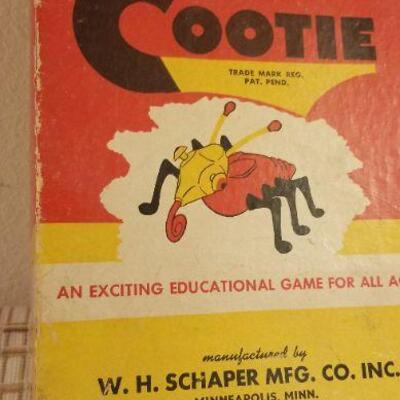 COOTIE
TRADE MARK REG.
PAT. PEND.
AN EXCITING EDUCATIONAL GAME FOR ALL A
manufactured by
W. H. SCHAPER MFG. CO. INC.
MINNEAPOLIS, MINN.